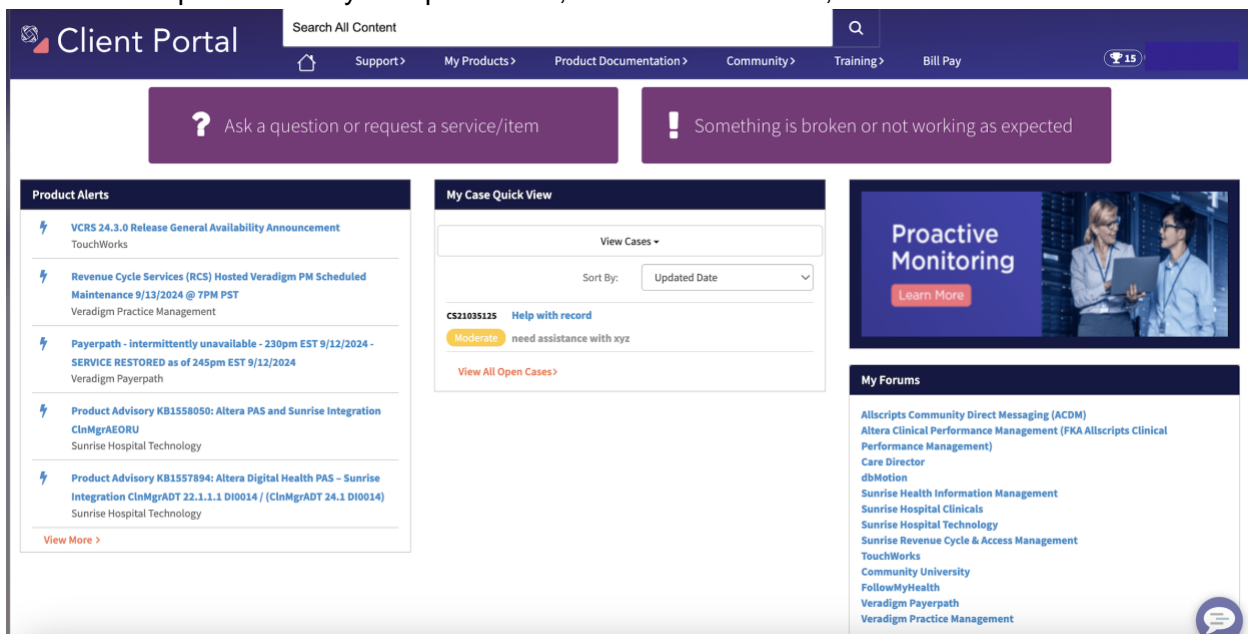 Client Portal
Search All Content
Support >
My Products >
Product Documentation >
Community >
Training >
Bill Pay
15
? Ask a question or request a service/item
! Something is broken or not working as expected
Product Alerts
VCRS 24.3.0 Release General Availability Announcement
TouchWorks
Revenue Cycle Services (RCS) Hosted Veradigm PM Scheduled
Maintenance 9/13/2024 @ 7PM PST
Veradigm Practice Management
Payerpath - intermittently unavailable - 230pm EST 9/12/2024 -
SERVICE RESTORED as of 245pm EST 9/12/2024
Veradigm Payerpath
Product Advisory KB1558050: Altera PAS and Sunrise Integration
ClnMgrAEORU
Sunrise Hospital Technology
Product Advisory KB1557894: Altera Digital Health PAS – Sunrise
Integration ClnMgrADT 22.1.1.1 DI0014 / (ClnMgrADT 24.1 DI0014)
Sunrise Hospital Technology
View More >
My Case Quick View
View Cases
Sort By: Updated Date
CS21035125 Help with record
Moderate need assistance with xyz
View All Open Cases >
Proactive
Monitoring
Learn More
My Forums
Allscripts Community Direct Messaging (ACDM)
Altera Clinical Performance Management (FKA Allscripts Clinical
Performance Management)
Care Director
dbMotion
Sunrise Health Information Management
Sunrise Hospital Clinicals
Sunrise Hospital Technology
Sunrise Revenue Cycle & Access Management
TouchWorks
Community University
FollowMyHealth
Veradigm Payerpath
Veradigm Practice Management